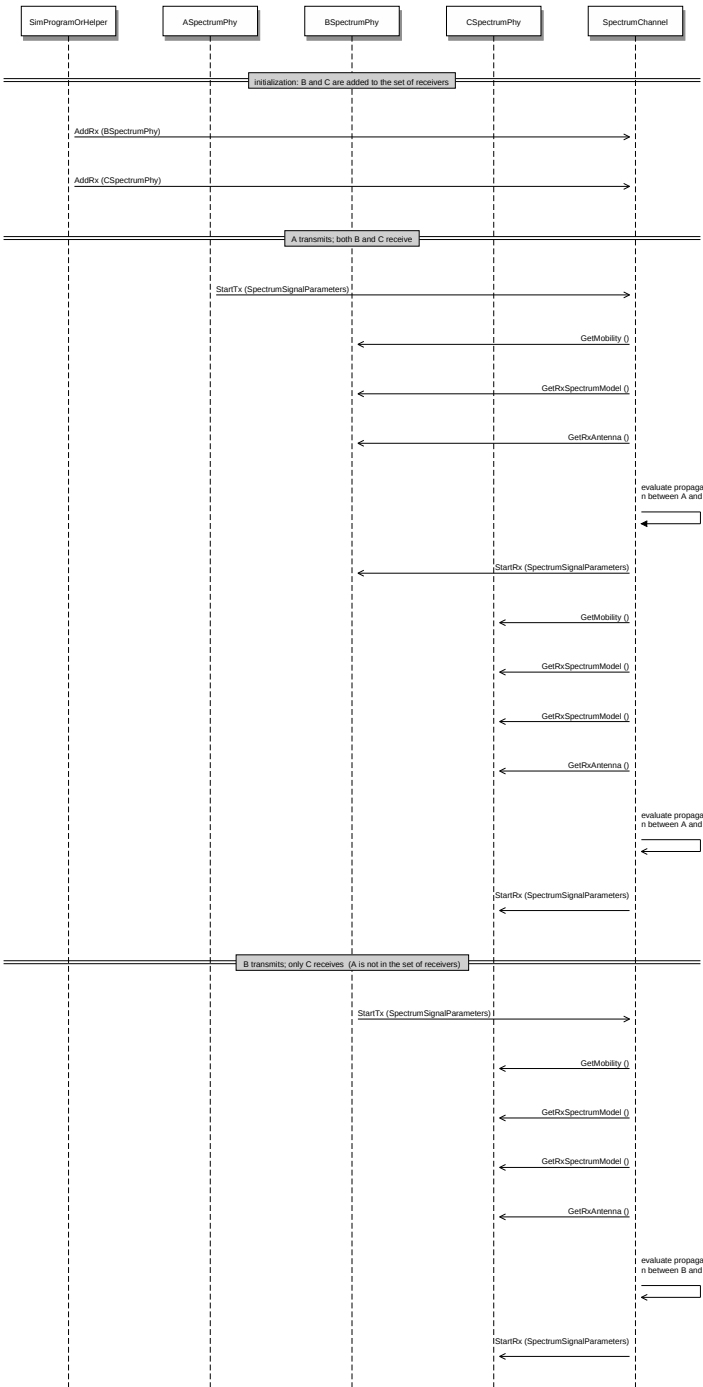 SimProgramOrHelper
ASpectrumPhy
BSpectrumPhy
CSpectrumPhy
SpectrumChannel
initialization: B and C are added to the set of receivers
AddRx (BSpectrumPhy)
AddRx (CSpectrumPhy)
A transmits; both B and C receive
StartTx (SpectrumSignalParameters)
GetMobility ()
GetRxSpectrumModel ()
GetRxAntenna ()
evaluate propaga
n between A and
StartRx (SpectrumSignalParameters)
GetMobility ()
GetRxSpectrumModel ()
GetRxSpectrumModel ()
GetRxAntenna ()
evaluate propaga
n between A and
StartRx (SpectrumSignalParameters)
B transmits; only C receives (A is not in the set of receivers)
StartTx (SpectrumSignalParameters)
GetMobility ()
GetRxSpectrumModel ()
GetRxSpectrumModel ()
GetRxAntenna ()
evaluate propaga
n between B and
StartRx (SpectrumSignalParameters)